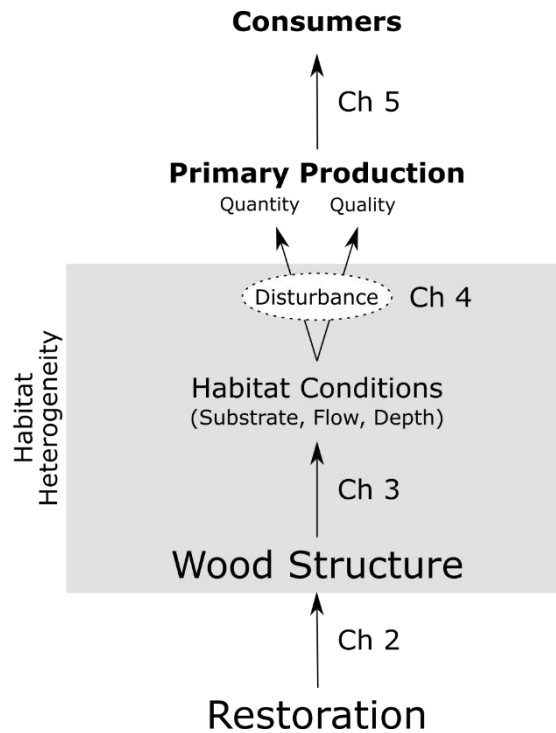 Consumers
Ch 5
Primary Production
Quantity Quality
Disturbance
Ch 4
Habitat Conditions
(Substrate, Flow, Depth)
Habitat
Heterogeneity
Ch 3
Wood Structure
Ch 2
Restoration